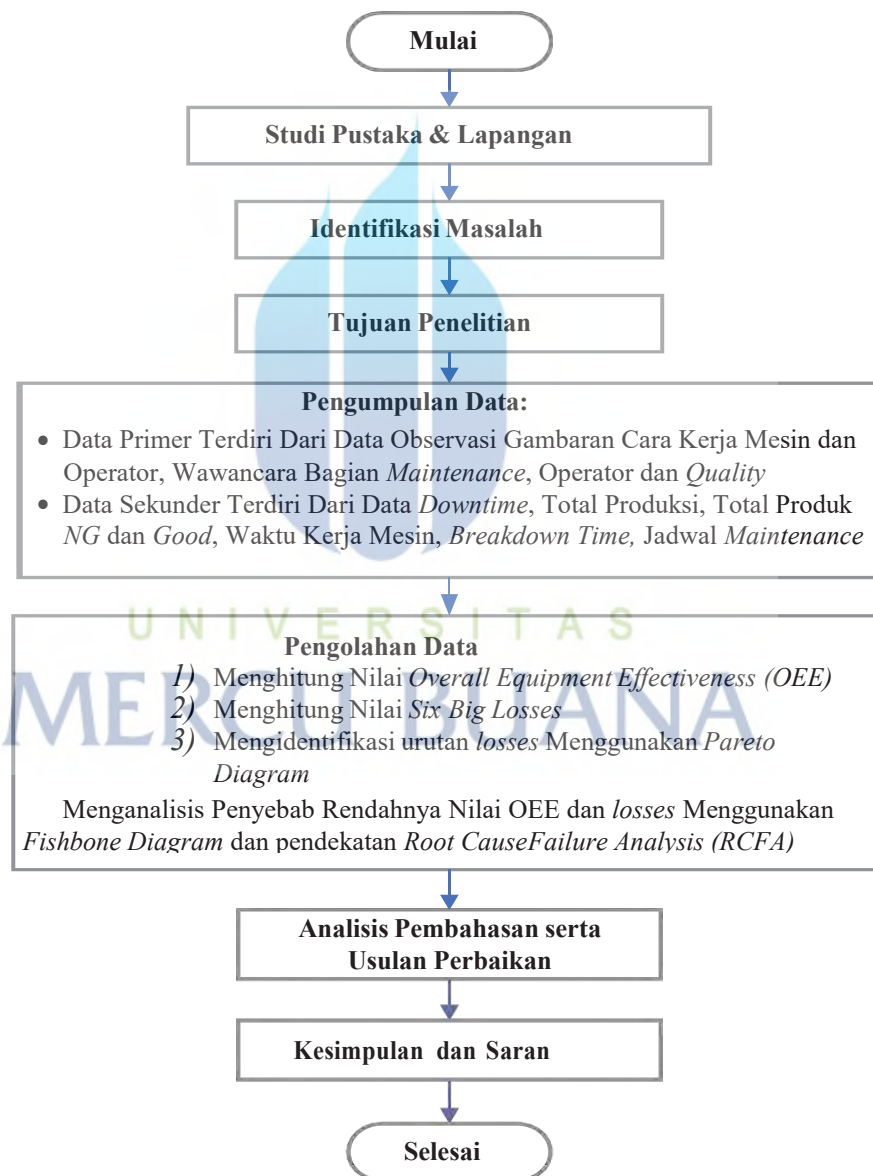 Mulai
Studi Pustaka & Lapangan
Identifikasi Masalah
Tujuan Penelitian
Pengumpulan Data:
• Data Primer Terdiri Dari Data Observasi Gambaran Cara Kerja Mesin dan
Operator, Wawancara Bagian Maintenance, Operator dan Quality
• Data Sekunder Terdiri Dari Data Downtime, Total Produksi, Total Produk
NG dan Good, Waktu Kerja Mesin, Breakdown Time, Jadwal Maintenance
UNIVERSITAS
MERCU BUANA
Pengolahan Data
1) Menghitung Nilai Overall Equipment Effectiveness (OEE)
2) Menghitung Nilai Six Big Losses
3) Mengidentifikasi urutan losses Menggunakan Pareto
Diagram
Menganalisis Penyebab Rendahnya Nilai OEE dan losses Menggunakan
Fishbone Diagram dan pendekatan Root CauseFailure Analysis (RCFA)
Analisis Pembahasan serta
Usulan Perbaikan
Kesimpulan dan Saran
Selesai